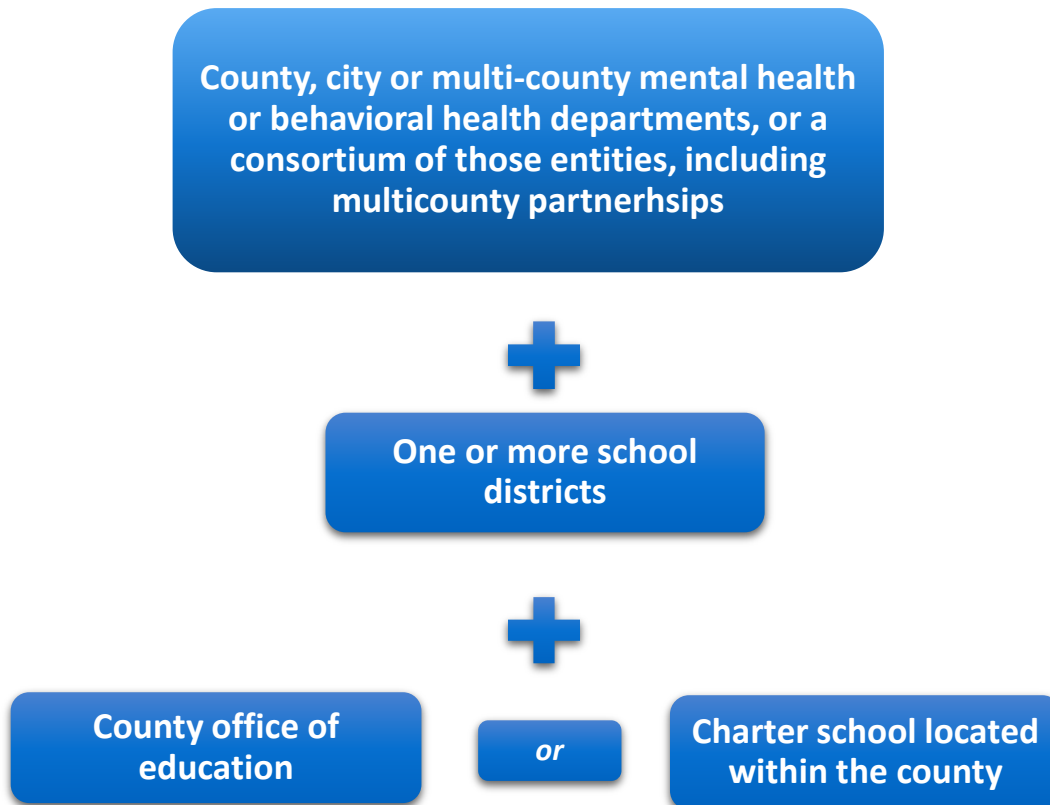 County, city or multi-county mental health
or behavioral health departments, or a
consortium of those entities, including
multicounty partnerhsips
One or more school
districts
County office of
education
or
Charter school located
within the county